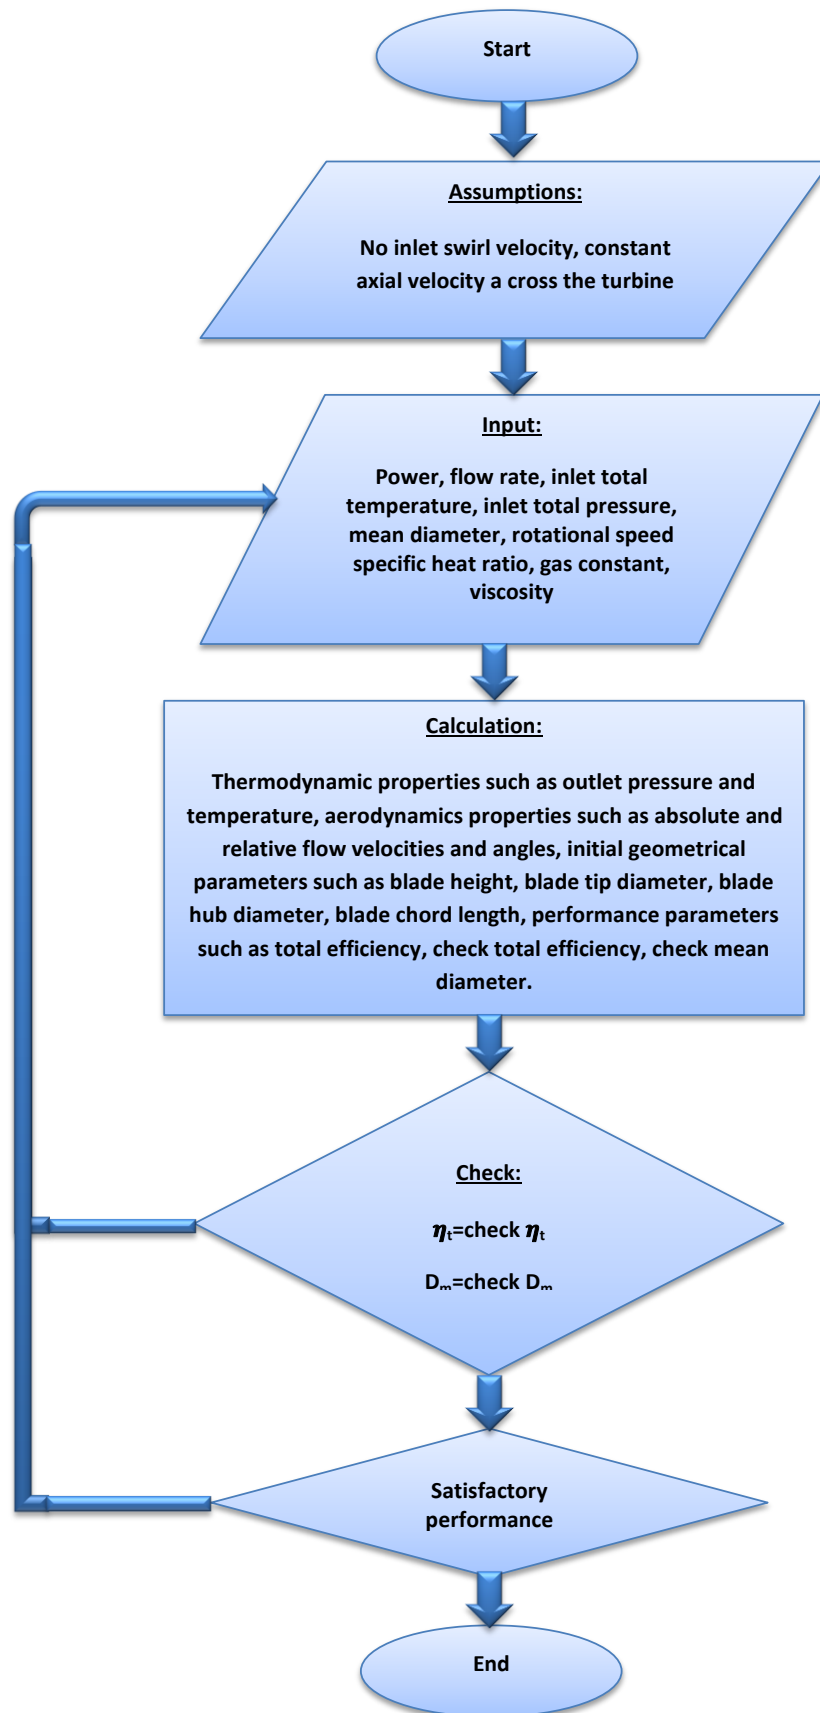 Start
Assumptions:
No inlet swirl velocity, constant
axial velocity a cross the turbine
Input:
Power, flow rate, inlet total
temperature, inlet total pressure,
mean diameter, rotational speed
specific heat ratio, gas constant,
viscosity
Calculation:
Thermodynamic properties such as outlet pressure and
temperature, aerodynamics properties such as absolute and
relative flow velocities and angles, initial geometrical
parameters such as blade height, blade tip diameter, blade
hub diameter, blade chord length, performance parameters
such as total efficiency, check total efficiency, check mean
diameter.
Check:
ηₜ=check ηₜ
Dₘ=check Dₘ
Satisfactory
performance
End